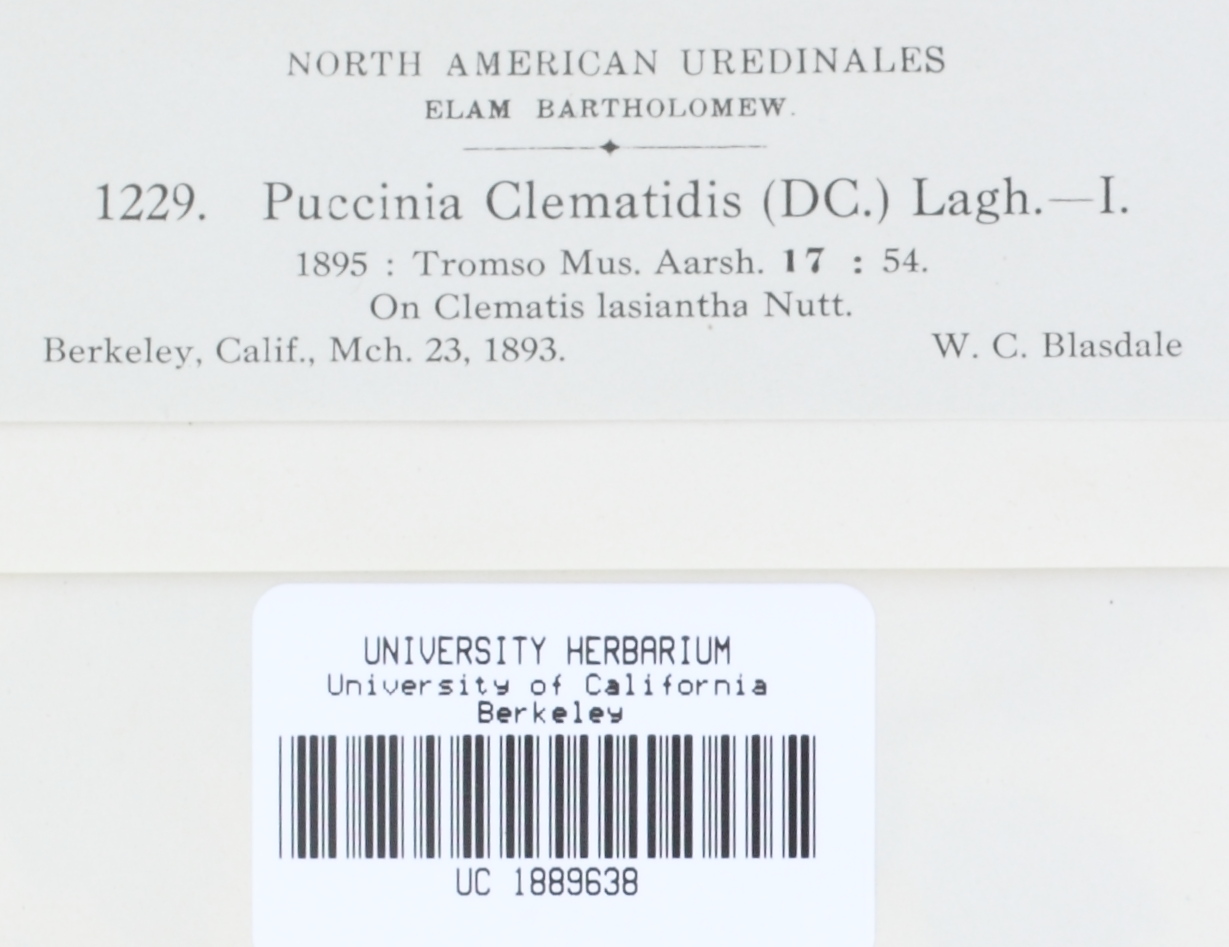 NORTH AMERICAN UREDINALES
ELAM BARTHOLOMEW.
1229. Puccinia Clematidis (DC.) Lagh.—I.
1895 : Tromso Mus. Aarsh. 17 : 54.
On Clematis lasiantha Nutt.
Berkeley, Calif., Mch. 23, 1893. W. C. Blasdale
UNIVERSITY HERBARIUM
University of California
Berkeley
UC 1889638